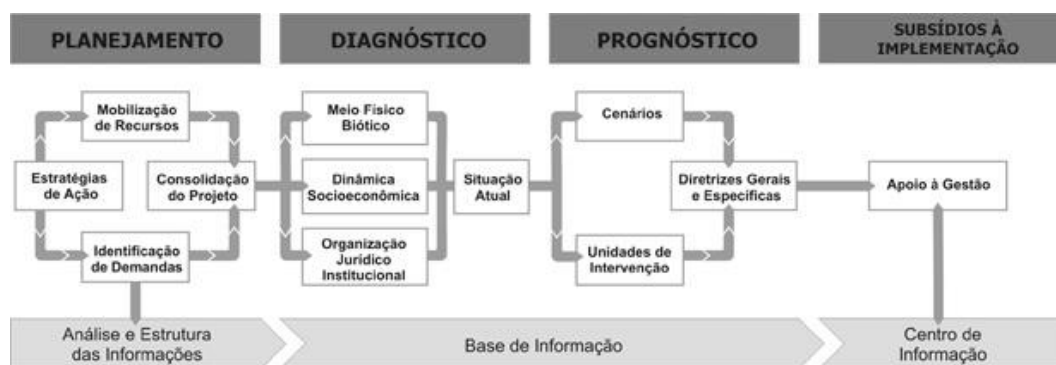 PLANEJAMENTO
DIAGNÓSTICO
PROGNÓSTICO
SUBSÍDIOS À
IMPLEMENTAÇÃO
Mobilização
de Recursos
Estratégias
de Ação
Consolidação
do Projeto
Identificação
de Demandas
Meio Físico
Biótico
Dinâmica
Socioeconômica
Organização
Jurídico
Institucional
Situação
Atual
Cenários
Unidades de
Intervenção
Diretrizes Gerais
e Específicas
Apoio à Gestão
Análise e Estrutura
das Informações
Base de Informação
Centro de
Informação